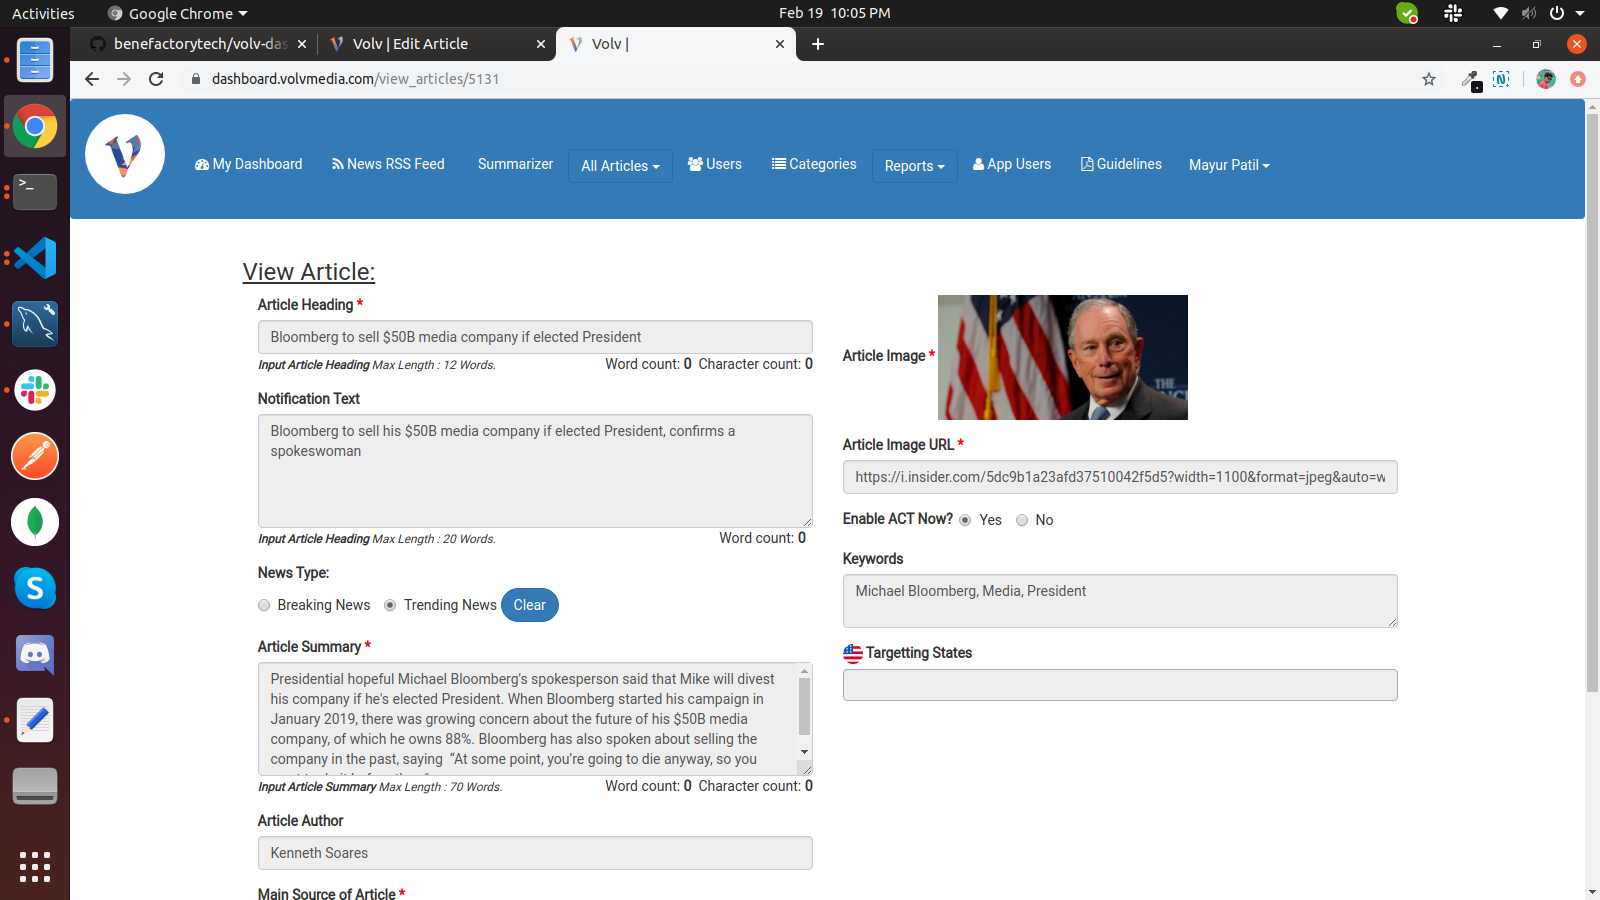 Activities
Google Chrome
Feb 19 10:05 PM
benefactorytech/volv-das
Volv | Edit Article
Volv |
dashboard.volvmedia.com/view_articles/5131
My Dashboard
News RSS Feed
Summarizer
All Articles
Users
Categories
Reports
App Users
Guidelines
Mayur Patil
View Article:
Article Heading *
Bloomberg to sell $50B media company if elected President
Input Article Heading Max Length : 12 Words.
Word count: 0 Character count: 0
Notification Text
Bloomberg to sell his $50B media company if elected President, confirms a
spokeswoman
Input Article Heading Max Length : 20 Words.
Word count: 0
News Type:
Breaking News
Trending News
Clear
Article Summary *
Presidential hopeful Michael Bloomberg's spokesperson said that Mike will divest
his company if he's elected President. When Bloomberg started his campaign in
January 2019, there was growing concern about the future of his $50B media
company, of which he owns 88%. Bloomberg has also spoken about selling the
company in the past, saying “At some point, you’re going to die anyway, so you
Input Article Summary Max Length : 70 Words.
Word count: 0 Character count: 0
Article Author
Kenneth Soares
Main Source of Article *
Article Image *
THE
Article Image URL *
https://i.insider.com/5dc9b1a23afd37510042f5d5?width=1100&format=jpeg&auto=w
Enable ACT Now?
Yes
No
Keywords
Michael Bloomberg, Media, President
Targetting States